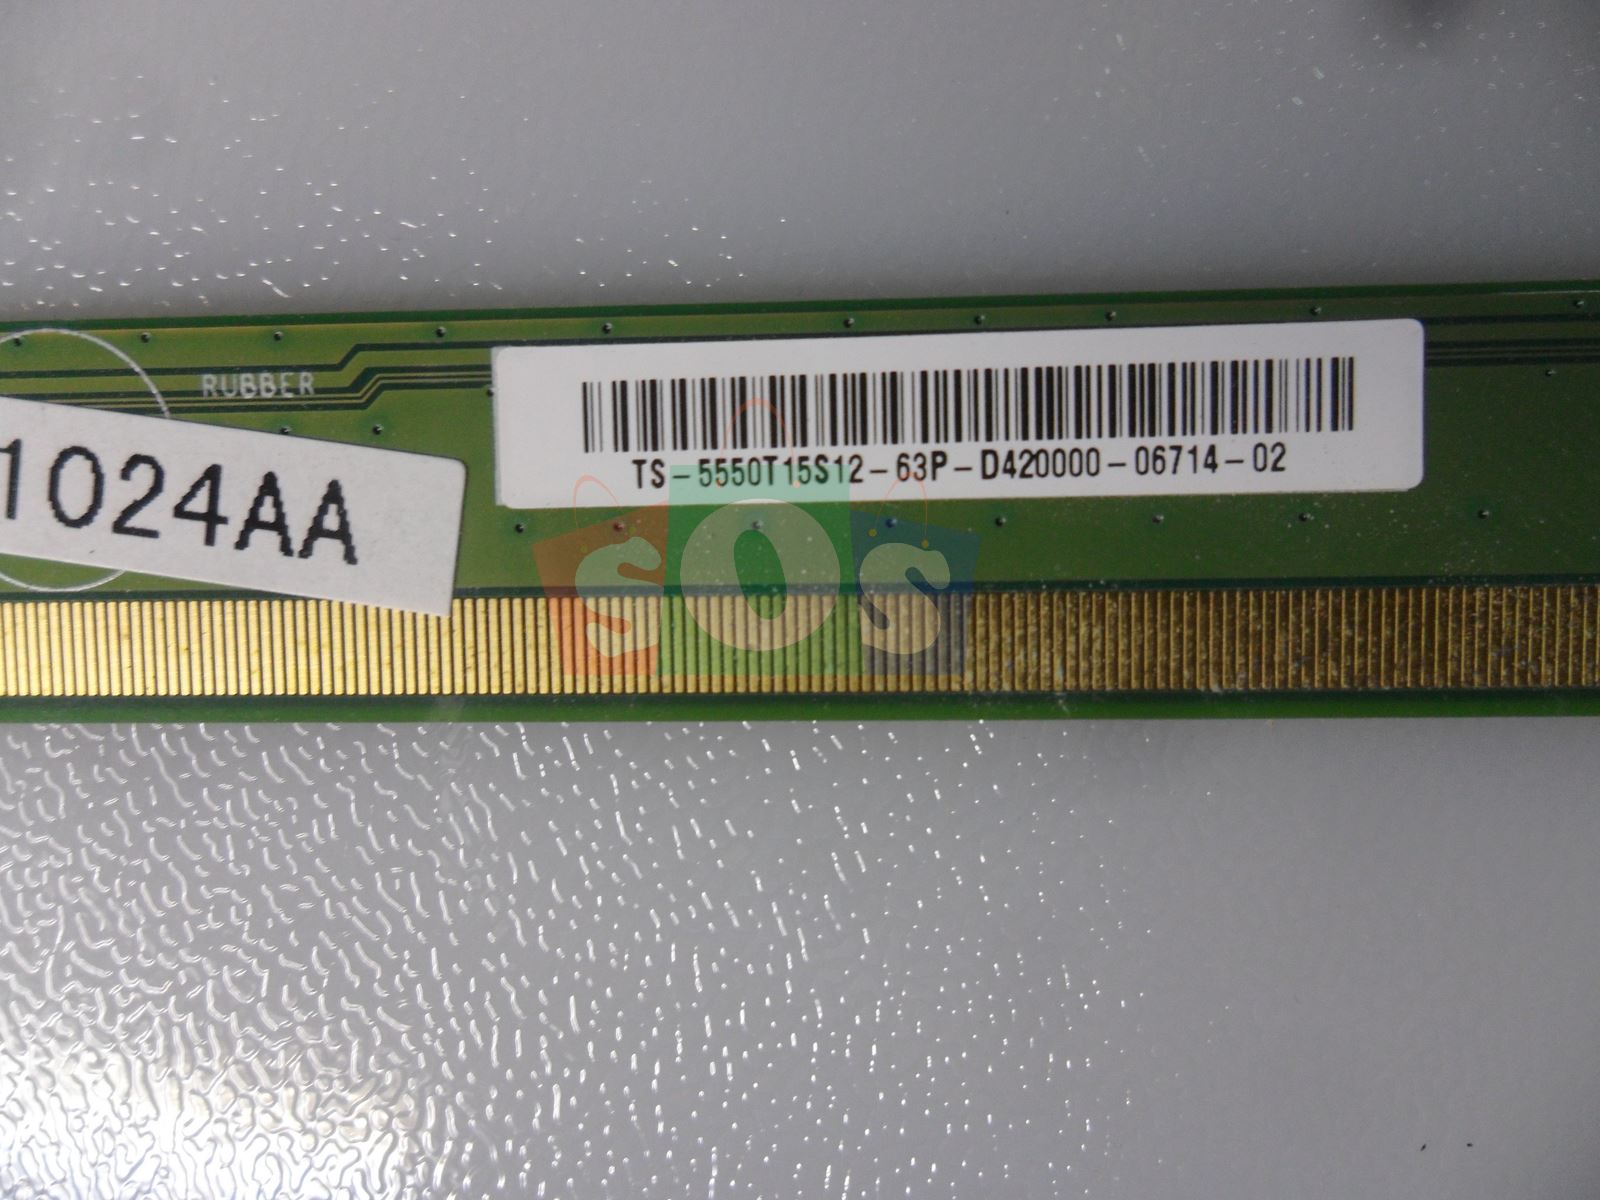 RUBBER
1024AA
TS-5550T15S12-63P-D420000-06714-02
SOS